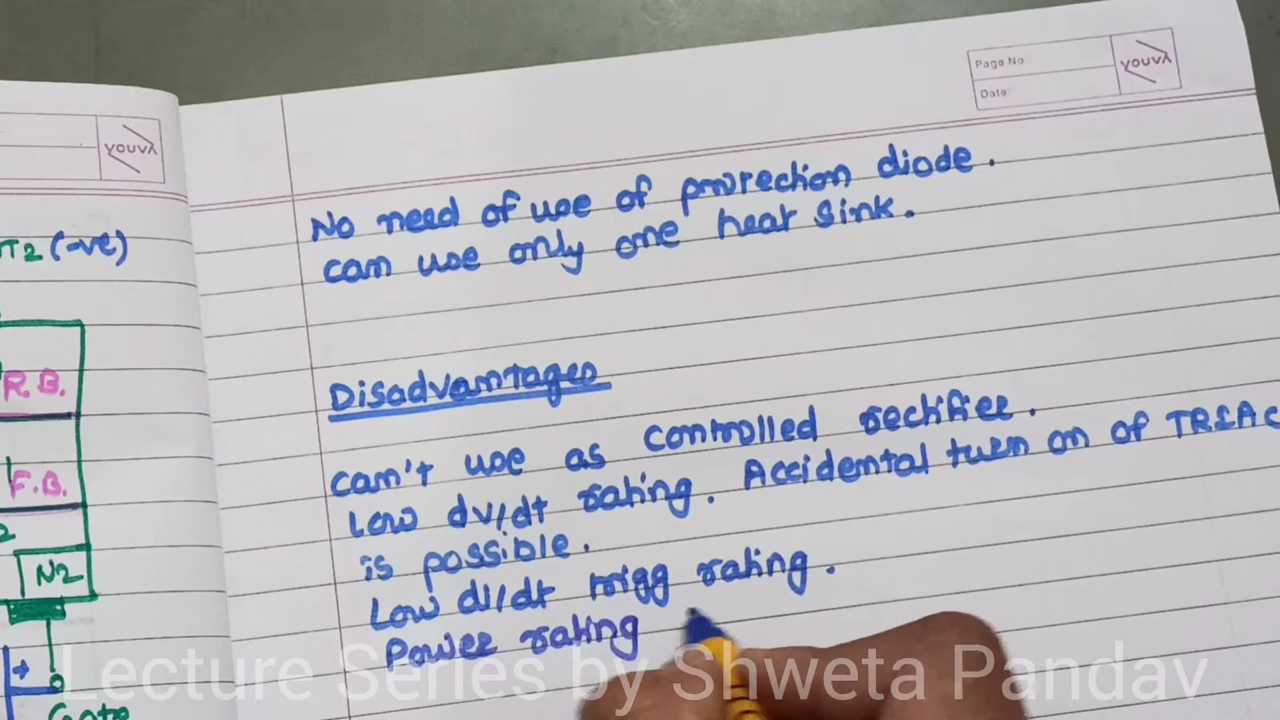 Page No
Date:
youva
youva
T2 (-ve)
R.B.
F.B.
N2
+
No need of use of protection diode.
can use only one heat sink.
Disadvantages
can't use as controlled rectifier.
Low dv/dt rating. Accidental turn on of TRIAC
is possible.
Low di/dt trigg rating.
Power rating
Lecture Series by Shweta Pandav